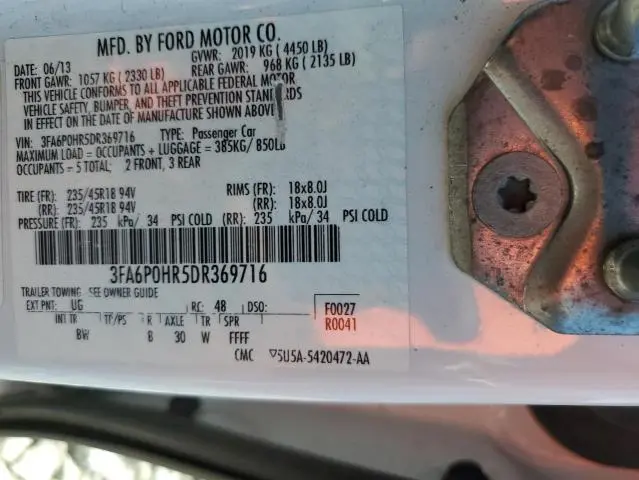 MFD. BY FORD MOTOR CO.
DATE: 06/13 GVWR: 2019 KG (4450 LB)
FRONT GAWR: 1057 KG (2330 LB) REAR GAWR: 968 KG (2135 LB)
THIS VEHICLE CONFORMS TO ALL APPLICABLE FEDERAL MOTOR
VEHICLE SAFETY, BUMPER, AND THEFT PREVENTION STANDARDS
IN EFFECT ON THE DATE OF MANUFACTURE SHOWN ABOVE
VIN: 3FA6P0HR5DR369716 TYPE: Passenger Car
MAXIMUM LOAD = OCCUPANTS + LUGGAGE = 385KG/ 850LB
OCCUPANTS = 5 TOTAL: 2 FRONT, 3 REAR
TIRE (FR): 235/45R18 94V RIMS (FR): 18x8.0J
(RR): 235/45R18 94V (RR): 18x8.0J
PRESSURE (FR): 235 kPa/ 34 PSI COLD (RR): 235 kPa/ 34 PSI COLD
3FA6P0HR5DR369716
TRAILER TOWING: SEE OWNER GUIDE
EXT PNT: UG RC: 48 DSO: F0027
R0041
INT TR TP/PS R AXLE TR SPR
BW B 30 W FFFF
CMC ▽5U5A-5420472-AA